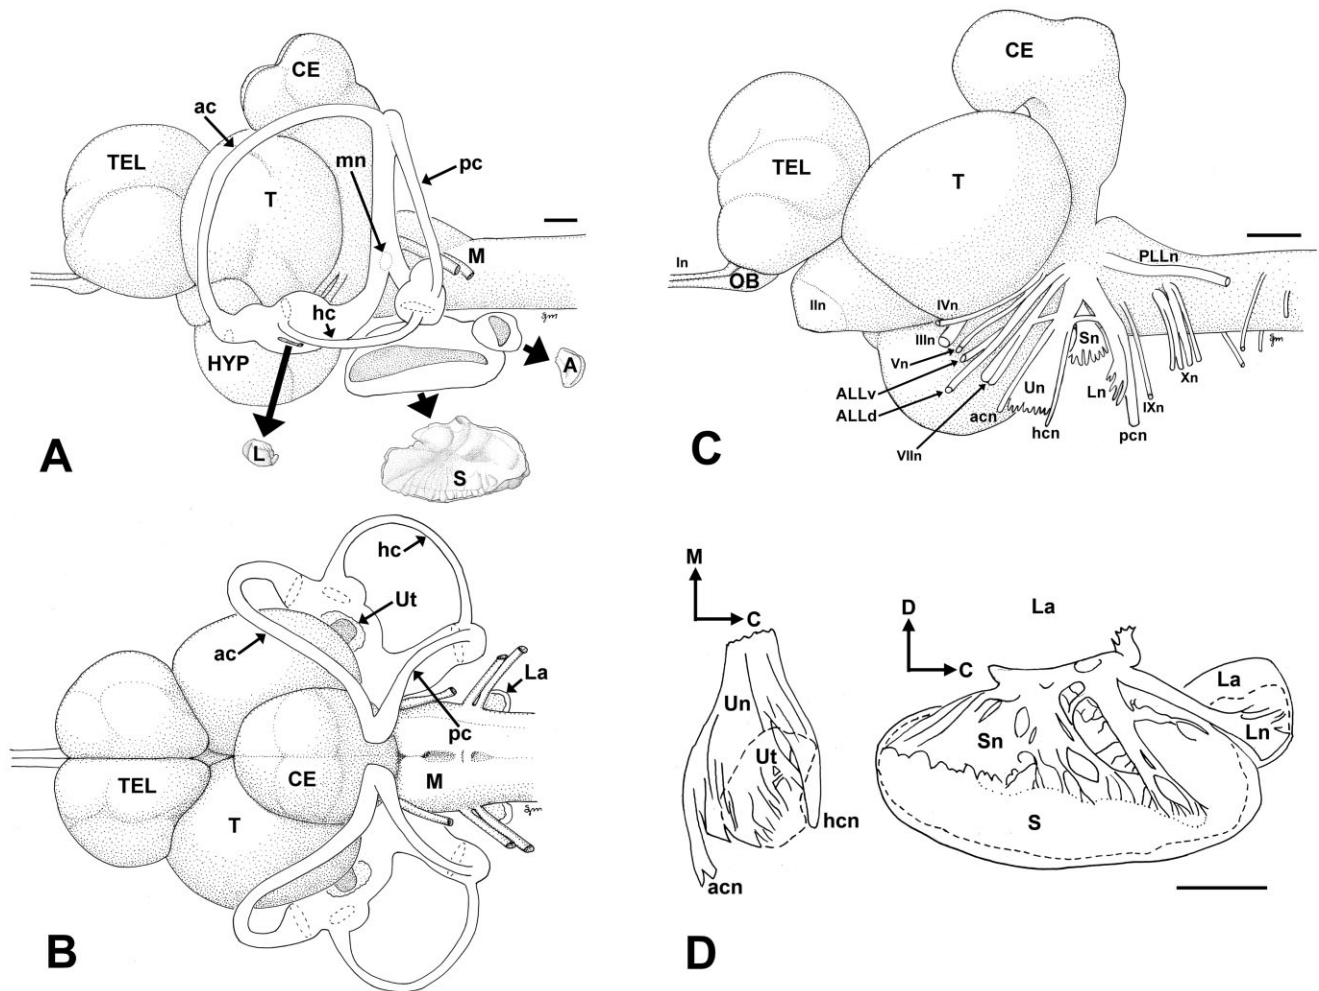 CE
ac
TEL
T
mn
pc
M
hc
HYP
A
L
S
A
CE
TEL
T
PLLn
In
OB
IIn
IVn
IIIn
Vn
Sn
Xn
ALLv
ALLd
Un
Ln
IXn
acn
hcn
VIIn
pcn
C
hc
Ut
ac
La
pc
CE
M
TEL
T
B
M
C
Un
Ut
hcn
acn
D
C
La
La
Ln
Sn
S
D